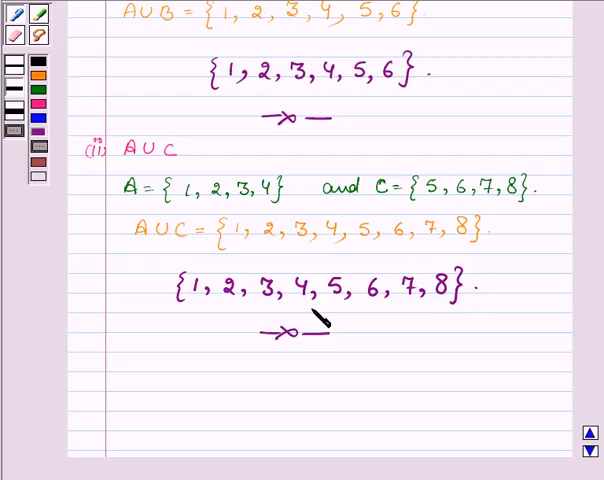 AUB = {1, 2, 3, 4, 5, 6}.
{1, 2, 3, 4, 5, 6}.
(ii) A U C
A = { 1, 2, 3, 4} and C = { 5, 6, 7, 8}.
AUC = {1, 2, 3, 4, 5, 6, 7, 8}.
{1, 2, 3, 4, 5, 6, 7, 8}.